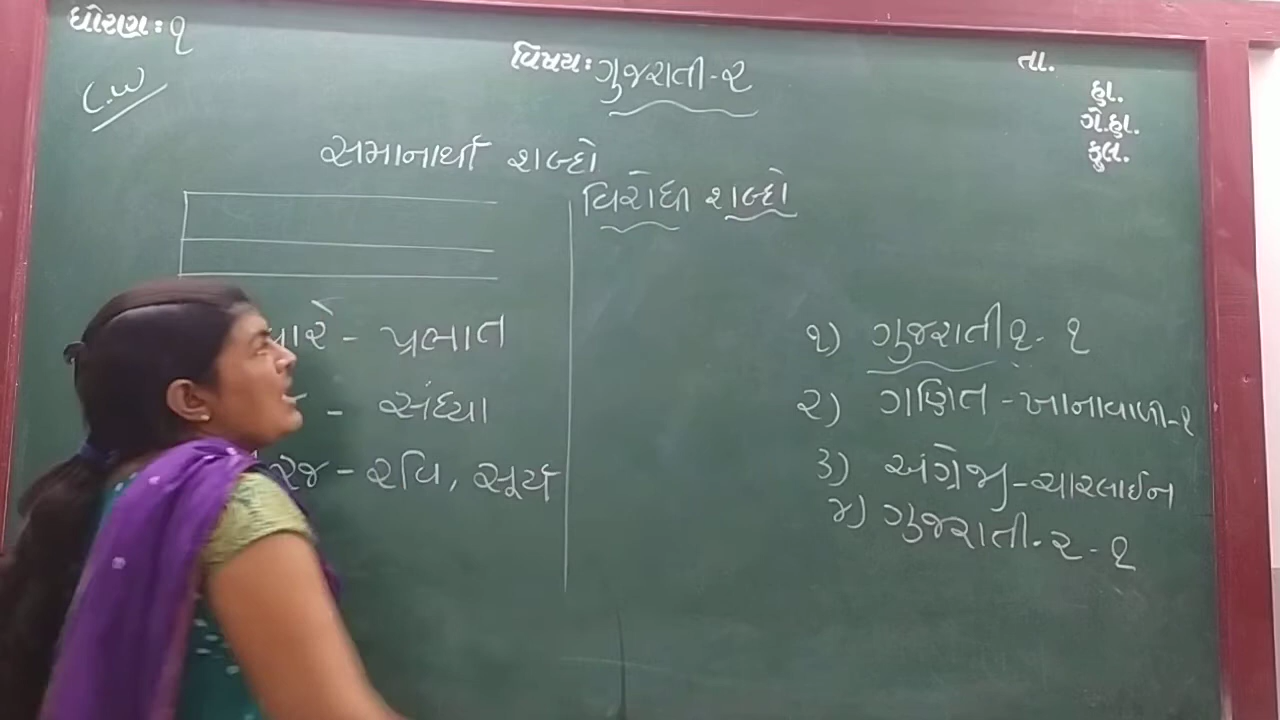 ધોરણ: ૧
C.W
વિષય: ગુજરાતી-૨
તા.
હા.
ગે.હા.
કુલ.
સમાનાર્થી શબ્દો
- પ્રભાત
- સંધ્યા
- રવિ, સૂર્ય
વિરોધી શબ્દો
૧) ગુજરાતી૧- ૧
૨) ગણિત - ખાનાવાળી-૧
૩) અંગ્રેજી-ચારલાઈન
૪) ગુજરાતી-૨-૧